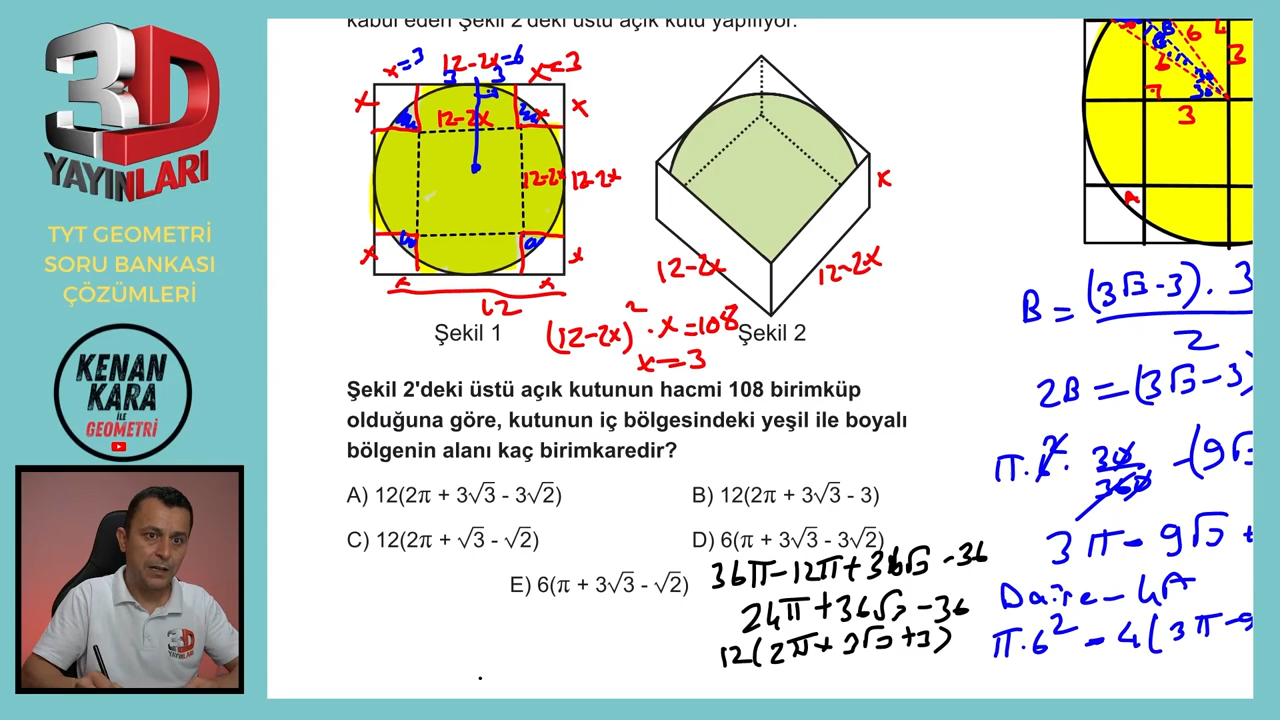 3D
YAYINLARI
TYT GEOMETRİ
SORU BANKASI
ÇÖZÜMLERİ
KENAN
KARA
İLE
GEOMETRİ
3D
YAYINLARI
kabul eden Şekil 2'deki üstü açık kutu yapılıyor.
x=3
12-2x=6
x=3
3
3
x
x
12-2x
12-2x
12-2x
x
x
x
x
12
Şekil 1
x
12-2x
12-2x
Şekil 2
(12-2x)² · x=108
x=3
Şekil 2'deki üstü açık kutunun hacmi 108 birimküp
olduğuna göre, kutunun iç bölgesindeki yeşil ile boyalı
bölgenin alanı kaç birimkaredir?
A) 12(2π + 3√3 - 3√2)
B) 12(2π + 3√3 - 3)
C) 12(2π + √3 - √2)
D) 6(π + 3√3 - 3√2)
E) 6(π + 3√3 - √2)
36π-12π+36√3-36
24π+36√3-36
12(2π+3√3+3)
6
3
3
A
B = (3√3-3).3
2
2B = (3√3-3)
3π-9√3+
Daire-4A
π.6²-4(3π-9